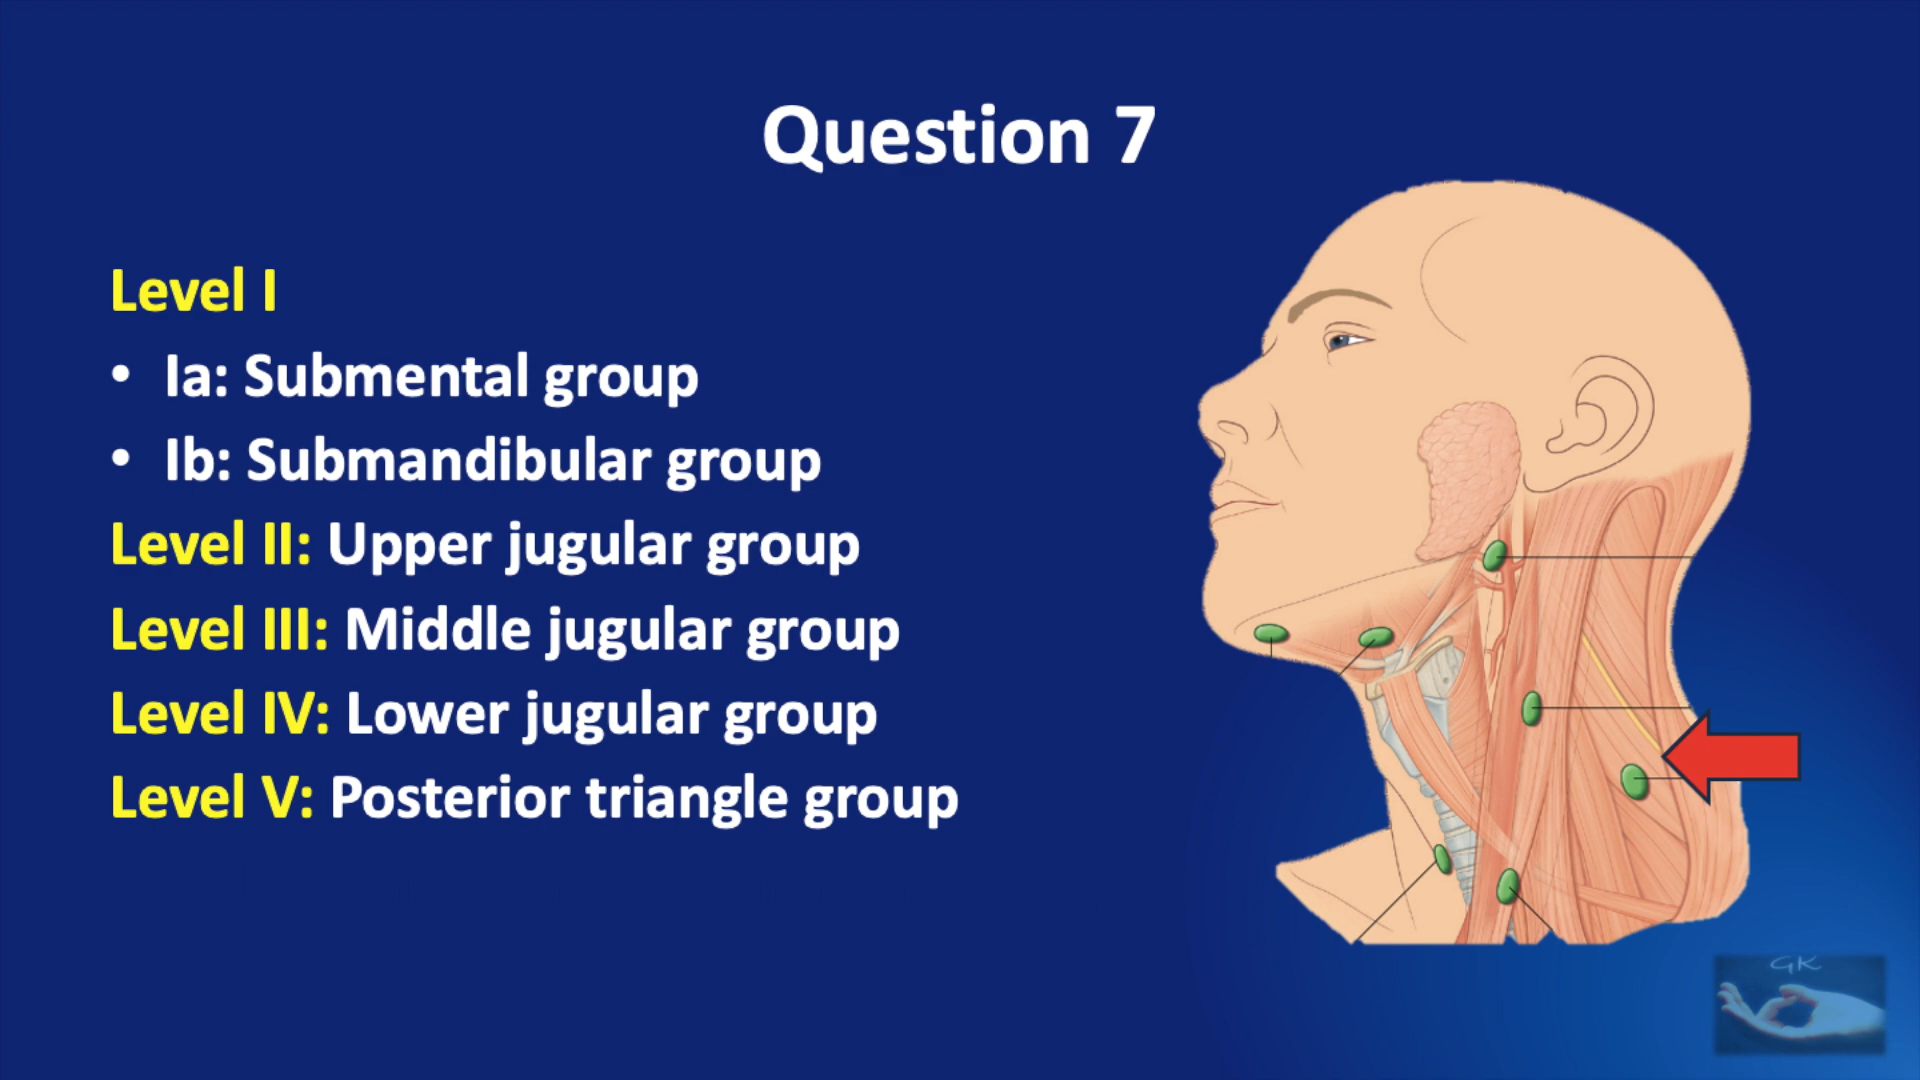 Question 7
Level I
• Ia: Submental group
• Ib: Submandibular group
Level II: Upper jugular group
Level III: Middle jugular group
Level IV: Lower jugular group
Level V: Posterior triangle group
GK